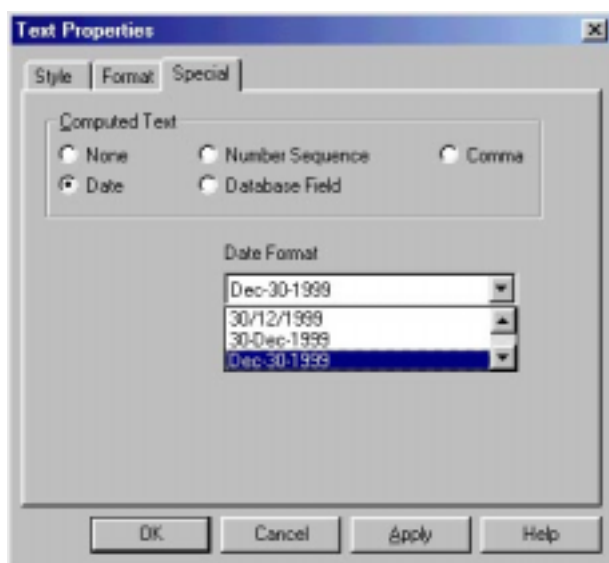 Text Properties
Style Format Special
Computed Text
None Number Sequence Comma
Date Database Field
Date Format
Dec-30-1999
30/12/1999
30-Dec-1999
Dec-30-1999
OK Cancel Apply Help